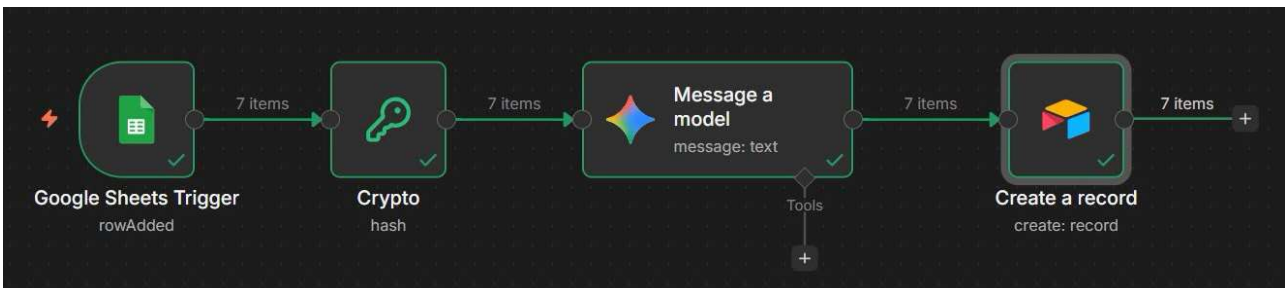 7 items
7 items
7 items
7 items
Message a
model
message: text
Tools
Google Sheets Trigger
rowAdded
Crypto
hash
Create a record
create: record